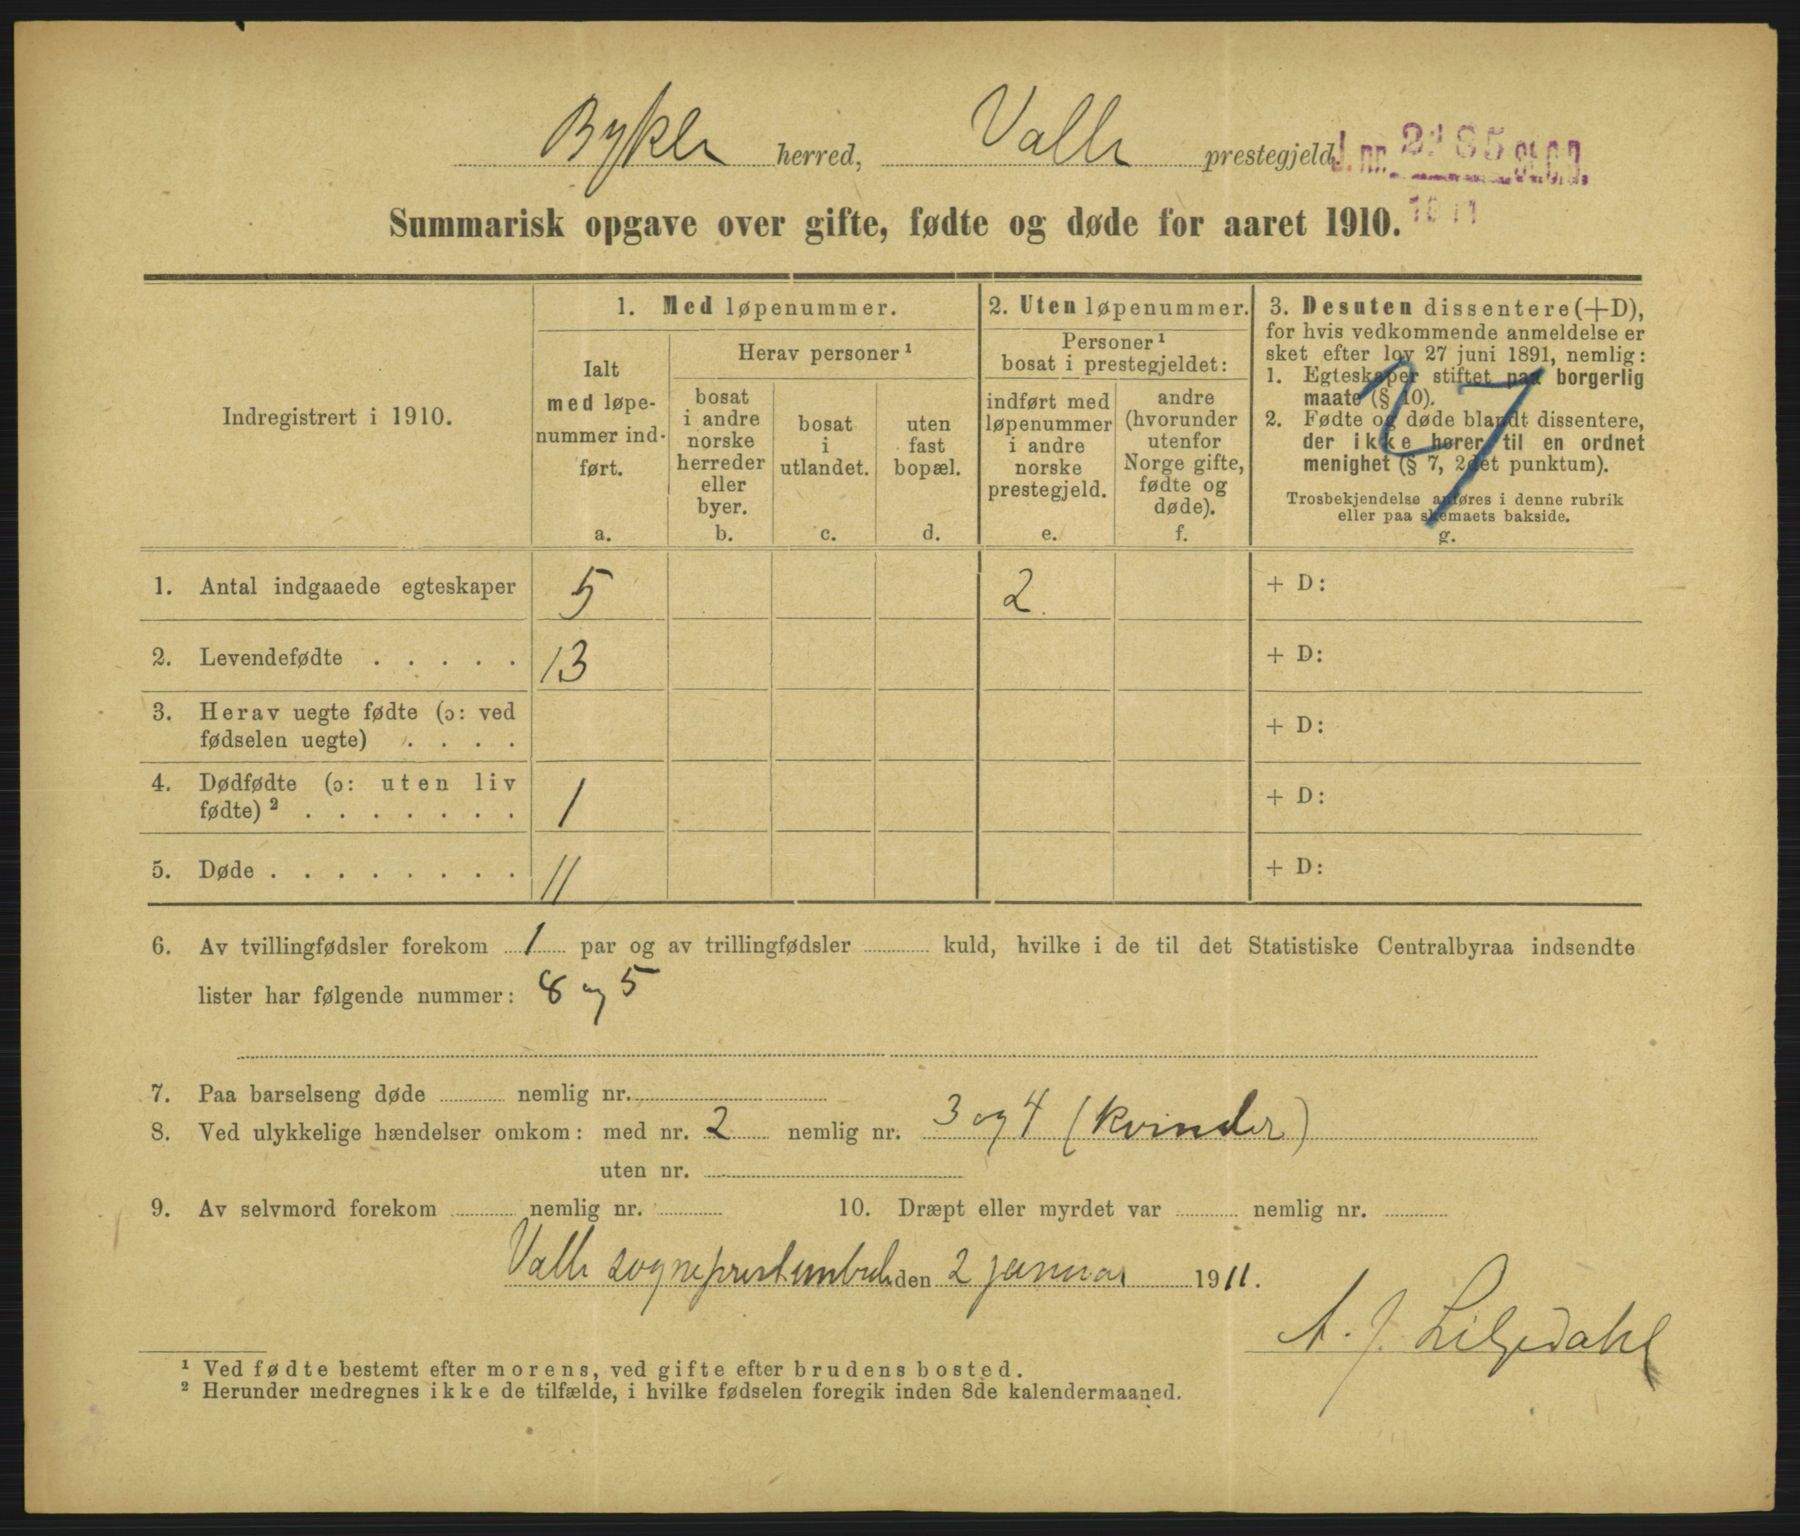 Bykle herred, Valle prestegjeld
J. nr. 2195
1911
Summarisk opgave over gifte, fødte og døde for aaret 1910.
Indregistrert i 1910.
1. Med løpenummer.
Ialt med løpenummer indført.
a.
Herav personer ¹
bosat i andre norske herreder eller byer.
b.
bosat i utlandet.
c.
uten fast bopæl.
d.
2. Uten løpenummer.
Personer ¹ bosat i prestegjeldet:
indført med løpenummer i andre norske prestegjeld.
e.
andre (hvorunder utenfor Norge gifte, fødte og døde).
f.
3. Desuten dissentere (+D),
for hvis vedkommende anmeldelse er
sket efter lov 27 juni 1891, nemlig:
1. Egteskaper stiftet paa borgerlig
maate (§ 10).
2. Fødte og døde blandt dissentere,
der ikke hører til en ordnet
menighet (§ 7, 2det punktum).
Trosbekjendelse anføres i denne rubrik
eller paa skemaets bakside.
g.
27
1. Antal indgaaede egteskaper 5 2 + D:
2. Levendefødte . . . . . 13 + D:
3. Herav uegte fødte (ɔ: ved
fødselen uegte) . . . . + D:
4. Dødfødte (ɔ: uten liv
fødte) ² . . . . . . . 1 + D:
5. Døde . . . . . . . . 11 + D:
6. Av tvillingfødsler forekom 1 par og av trillingfødsler ........ kuld, hvilke i de til det Statistiske Centralbyraa indsendte
lister har følgende nummer: 8 og 5
7. Paa barselseng døde ........ nemlig nr.
8. Ved ulykkelige hændelser omkom: med nr. 2 nemlig nr. 3 og 4 (kvinder)
uten nr.
9. Av selvmord forekom ........ nemlig nr. ........ 10. Dræpt eller myrdet var ........ nemlig nr. ........
Valle sogneprestembede den 2 januar 1911.
A. J. Liljedahl
¹ Ved fødte bestemt efter morens, ved gifte efter brudens bosted.
² Herunder medregnes ikke de tilfælde, i hvilke fødselen foregik inden 8de kalendermaaned.